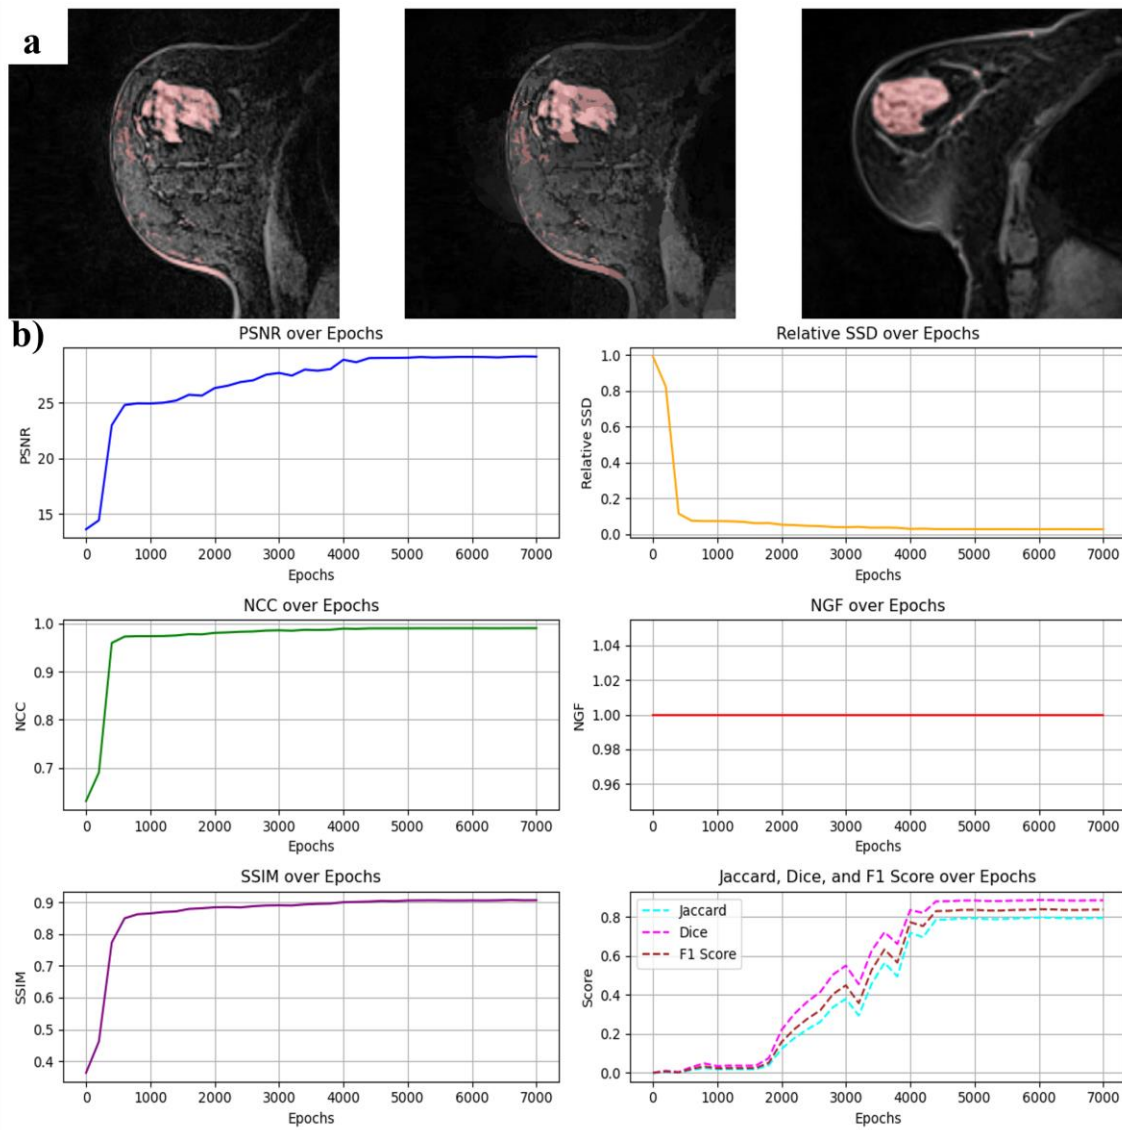 a
b)
PSNR over Epochs
PSNR
25
20
15
0 1000 2000 3000 4000 5000 6000 7000
Epochs
Relative SSD over Epochs
Relative SSD
1.0
0.8
0.6
0.4
0.2
0.0
0 1000 2000 3000 4000 5000 6000 7000
Epochs
NCC over Epochs
NCC
1.0
0.9
0.8
0.7
0 1000 2000 3000 4000 5000 6000 7000
Epochs
NGF over Epochs
NGF
1.04
1.02
1.00
0.98
0.96
0 1000 2000 3000 4000 5000 6000 7000
Epochs
SSIM over Epochs
SSIM
0.9
0.8
0.7
0.6
0.5
0.4
0 1000 2000 3000 4000 5000 6000 7000
Epochs
Jaccard, Dice, and F1 Score over Epochs
Score
0.8
0.6
0.4
0.2
0.0
Jaccard
Dice
F1 Score
0 1000 2000 3000 4000 5000 6000 7000
Epochs